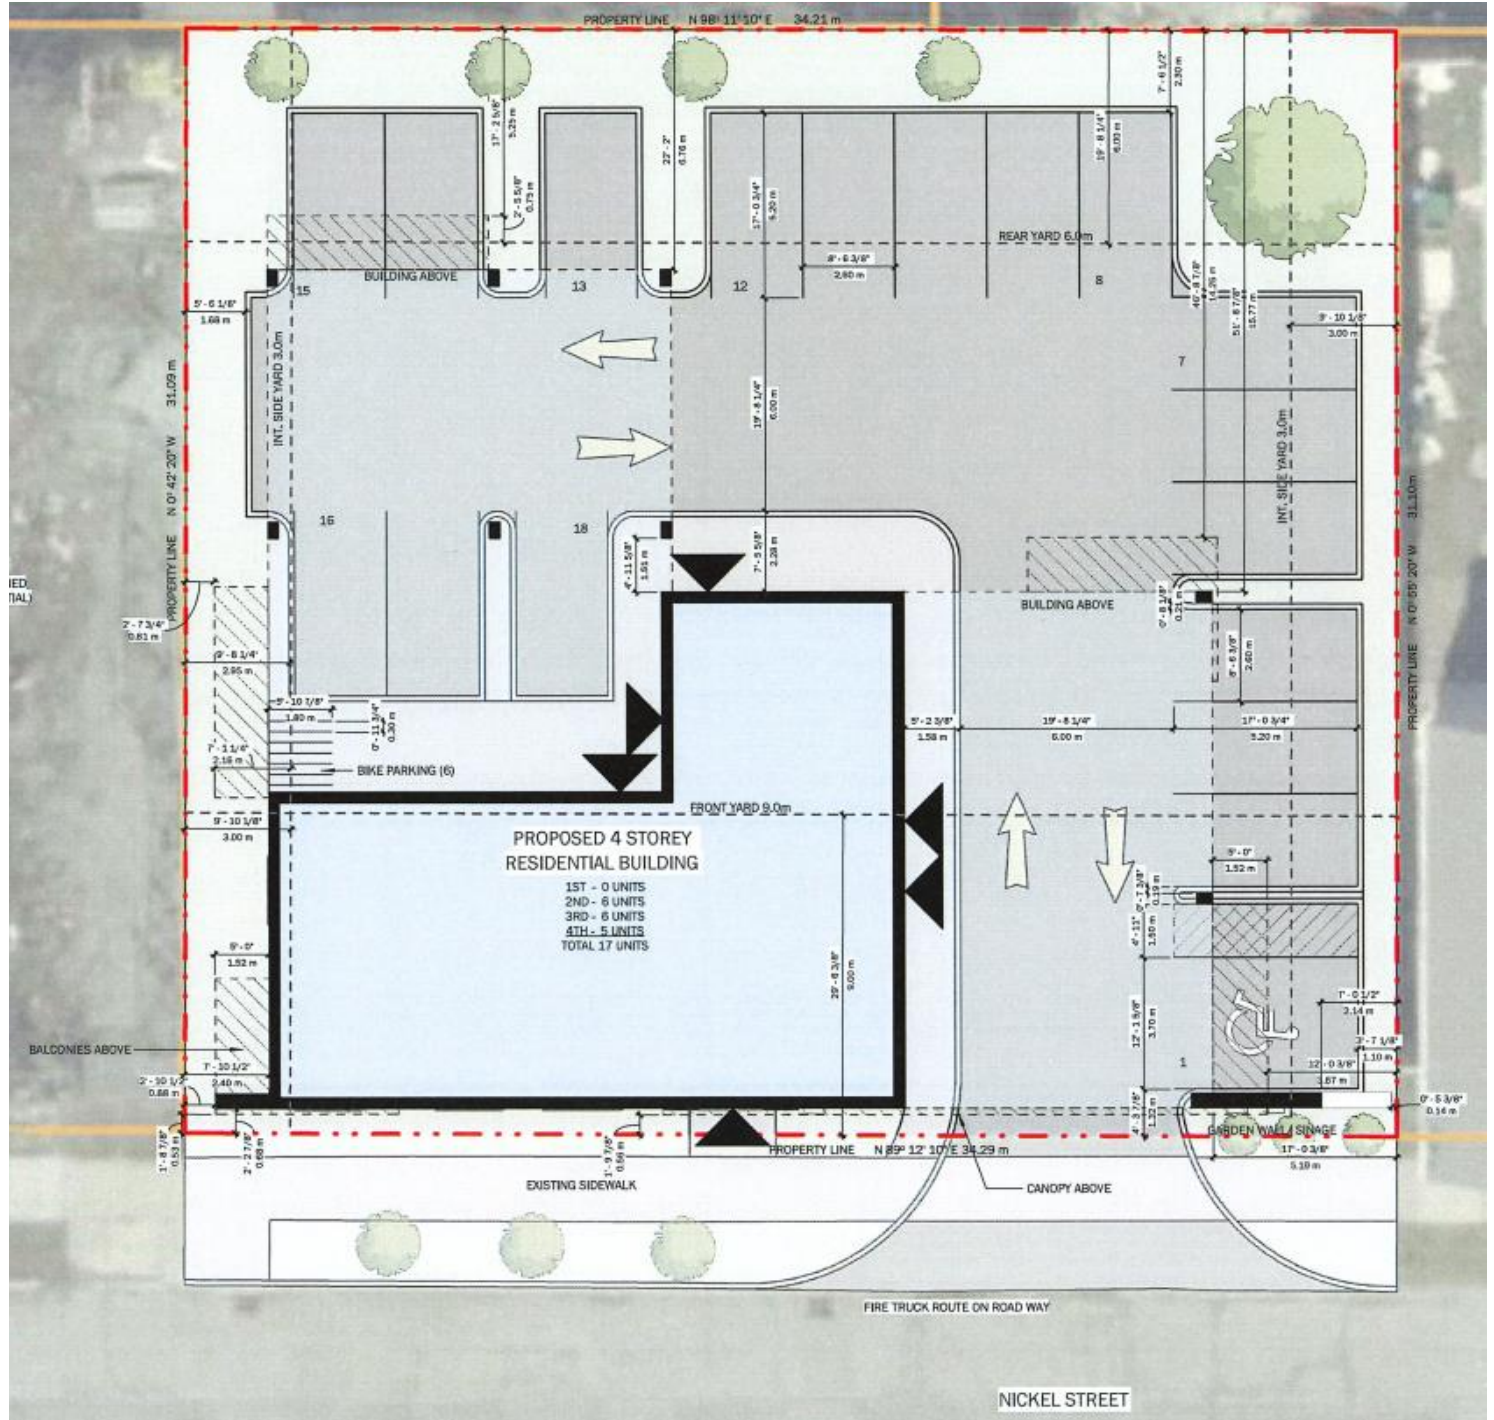 PROPERTY LINE N 98° 11' 10" E 34.21 m
17' - 2 5/8"
5.25 m
2' - 5 5/8"
0.75 m
22' - 2"
6.76 m
17' - 0 3/4"
5.20 m
19' - 8 1/4"
6.00 m
7' - 6 1/2"
2.30 m
REAR YARD 6.0m
8' - 6 3/8"
2.60 m
BUILDING ABOVE
15
13
12
8
46' - 8 7/8"
51' - 8 7/8"
15.77 m
5' - 6 1/8"
1.68 m
9' - 10 1/8"
3.00 m
7
INT. SIDE YARD 3.0m
19' - 8 1/4"
6.00 m
INT. SIDE YARD 3.0m
PROPERTY LINE N 0° 42' 20" W 31.09 m
PROPERTY LINE N 0° 55' 20" W 31.10m
16
18
4' - 11 5/8"
1.51 m
7' - 5 5/8"
2.28 m
BUILDING ABOVE
0' - 8 1/8"
0.21 m
8' - 6 3/8"
2.60 m
2' - 7 3/4"
0.81 m
2.95 m
5' - 10 7/8"
1.80 m
0' - 11 3/4"
0.30 m
7' - 1 1/4"
2.16 m
BIKE PARKING (6)
5' - 2 3/8"
1.58 m
19' - 8 1/4"
6.00 m
17' - 0 3/4"
5.20 m
FRONT YARD 9.0m
9' - 10 1/8"
3.00 m
PROPOSED 4 STOREY
RESIDENTIAL BUILDING
1ST - 0 UNITS
2ND - 6 UNITS
3RD - 6 UNITS
4TH - 5 UNITS
TOTAL 17 UNITS
29' - 6 3/8"
9.00 m
5' - 0"
1.52 m
0' - 7 3/8"
0.19 m
4' - 11"
1.50 m
5' - 0"
1.52 m
12' - 1 5/8"
3.70 m
2.14 m
3' - 7 1/8"
1.10 m
12' - 0 3/8"
3.67 m
1
BALCONIES ABOVE
7' - 10 1/2"
2.40 m
2' - 10 1/2"
0.88 m
0' - 6 3/8"
0.16 m
4' - 3 7/8"
1.32 m
GARDEN WALL / SINAGE
17' - 0 3/8"
5.19 m
1' - 8 7/8"
0.53 m
2' - 2 7/8"
0.68 m
1' - 9 7/8"
PROPERTY LINE N 89° 12' 10" E 34.29 m
EXISTING SIDEWALK
CANOPY ABOVE
FIRE TRUCK ROUTE ON ROAD WAY
NICKEL STREET